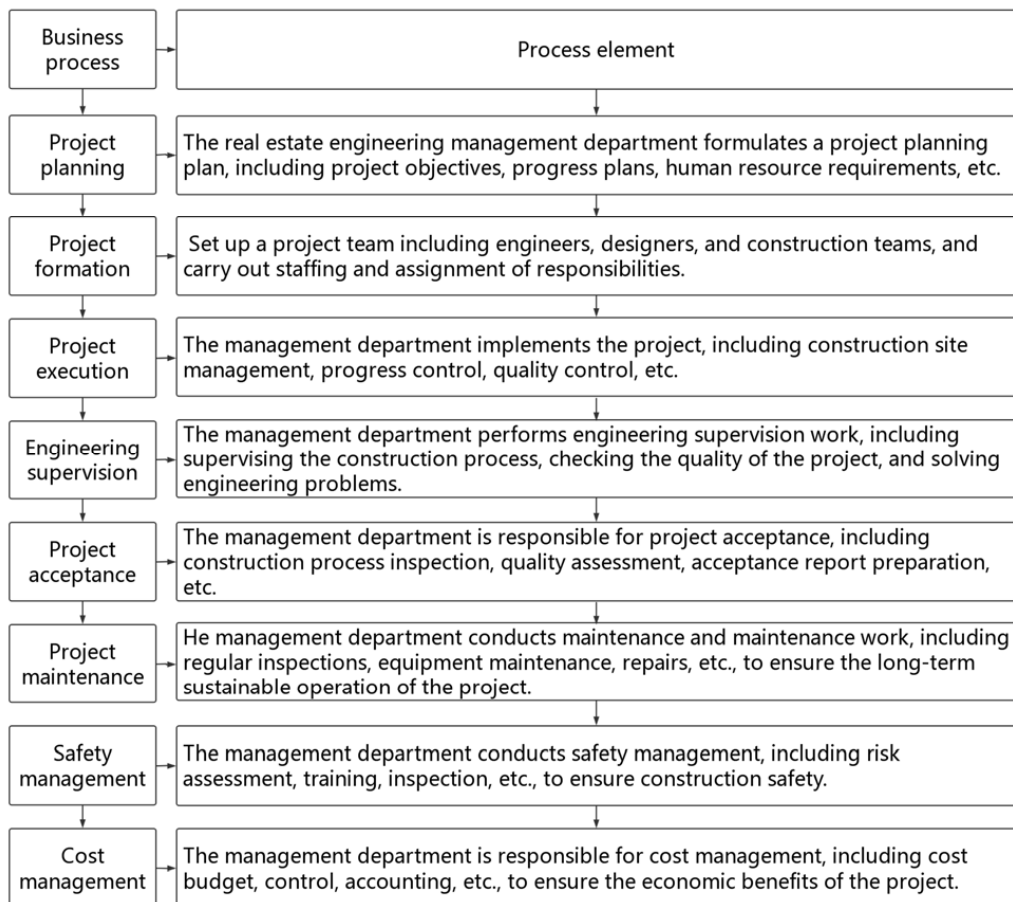 Business
process
Process element
Project
planning
The real estate engineering management department formulates a project planning
plan, including project objectives, progress plans, human resource requirements, etc.
Project
formation
Set up a project team including engineers, designers, and construction teams, and
carry out staffing and assignment of responsibilities.
Project
execution
The management department implements the project, including construction site
management, progress control, quality control, etc.
Engineering
supervision
The management department performs engineering supervision work, including
supervising the construction process, checking the quality of the project, and solving
engineering problems.
Project
acceptance
The management department is responsible for project acceptance, including
construction process inspection, quality assessment, acceptance report preparation,
etc.
Project
maintenance
He management department conducts maintenance and maintenance work, including
regular inspections, equipment maintenance, repairs, etc., to ensure the long-term
sustainable operation of the project.
Safety
management
The management department conducts safety management, including risk
assessment, training, inspection, etc., to ensure construction safety.
Cost
management
The management department is responsible for cost management, including cost
budget, control, accounting, etc., to ensure the economic benefits of the project.